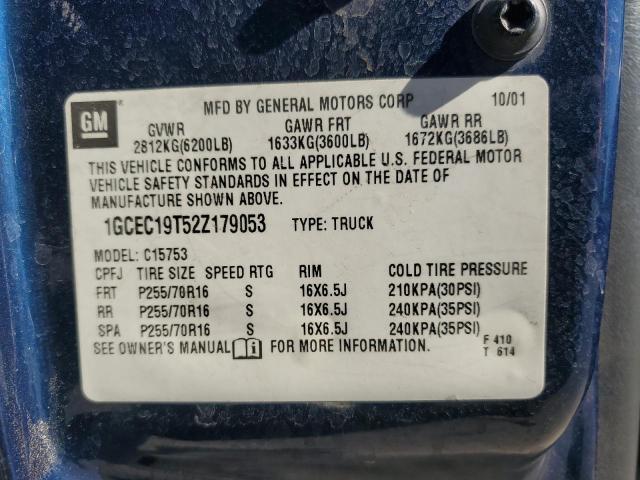 GM
MFD BY GENERAL MOTORS CORP 10/01
GVWR GAWR FRT GAWR RR
2812KG(6200LB) 1633KG(3600LB) 1672KG(3686LB)
THIS VEHICLE CONFORMS TO ALL APPLICABLE U.S. FEDERAL MOTOR
VEHICLE SAFETY STANDARDS IN EFFECT ON THE DATE OF
MANUFACTURE SHOWN ABOVE.
1GCEC19T52Z179053 TYPE: TRUCK
MODEL: C15753
CPFJ TIRE SIZE SPEED RTG RIM COLD TIRE PRESSURE
FRT P255/70R16 S 16X6.5J 210KPA(30PSI)
RR P255/70R16 S 16X6.5J 240KPA(35PSI)
SPA P255/70R16 S 16X6.5J 240KPA(35PSI)
SEE OWNER'S MANUAL FOR MORE INFORMATION.
F 410
T 614